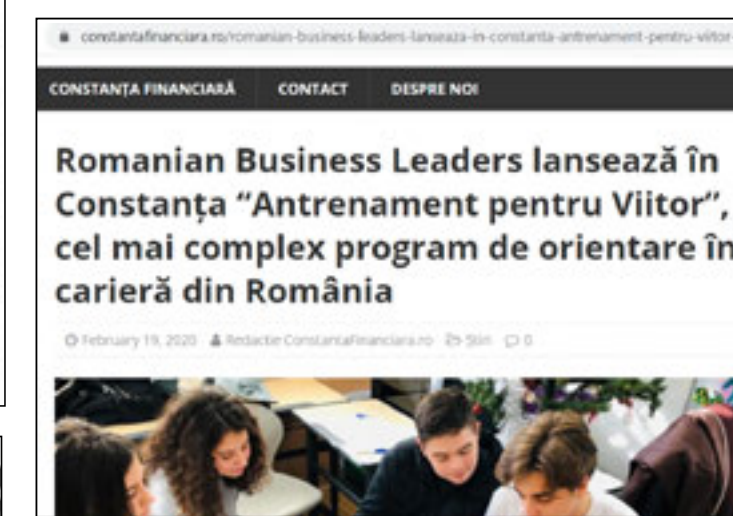 constantafinanciara.ro/romanian-business-leaders-lanseaza-in-constanta-antrenament-pentru-viitor-
CONSTANȚA FINANCIARĂ CONTACT DESPRE NOI
Romanian Business Leaders lansează în
Constanța “Antrenament pentru Viitor”,
cel mai complex program de orientare în
carieră din România
February 19, 2020 Redactie ConstantaFinanciara.ro Stiri 0